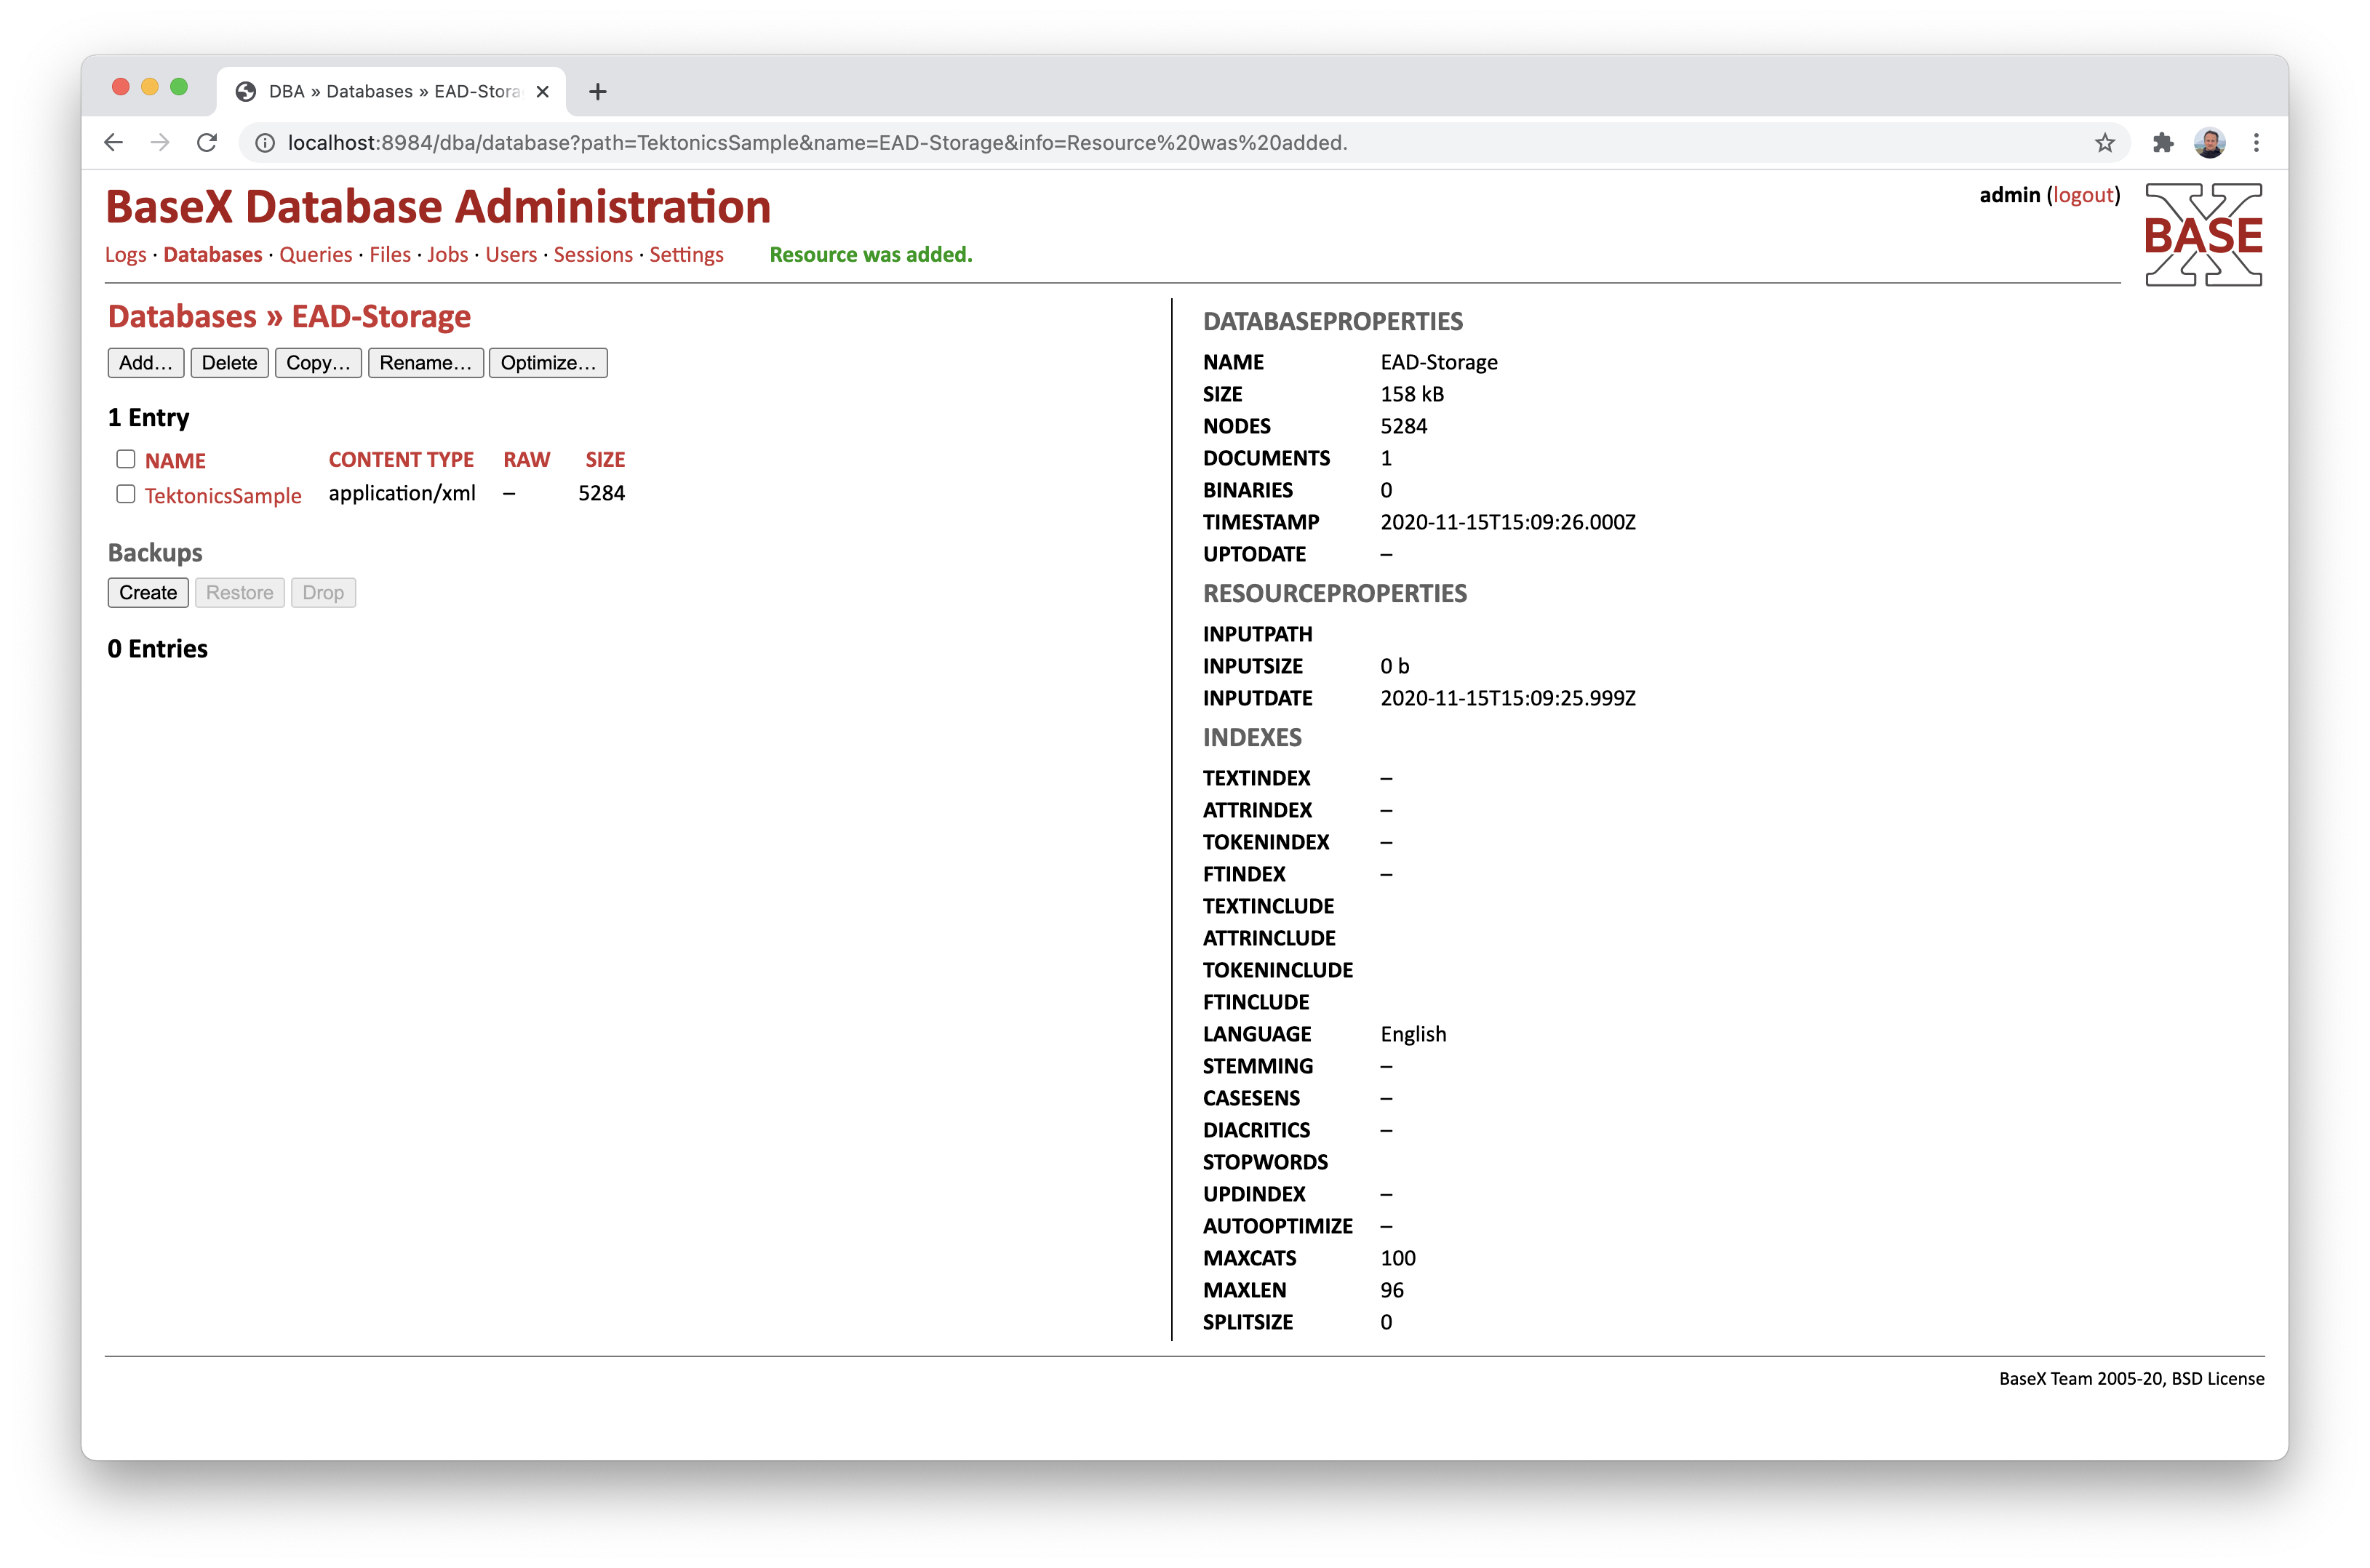 DBA » Databases » EAD-Stora
localhost:8984/dba/database?path=TektonicsSample&name=EAD-Storage&info=Resource%20was%20added.
BaseX Database Administration
admin (logout)
BASE X
Logs · Databases · Queries · Files · Jobs · Users · Sessions · Settings Resource was added.
Databases » EAD-Storage
Add... Delete Copy... Rename... Optimize...
1 Entry
NAME CONTENT TYPE RAW SIZE
TektonicsSample application/xml – 5284
Backups
Create Restore Drop
0 Entries
DATABASEPROPERTIES
NAME EAD-Storage
SIZE 158 kB
NODES 5284
DOCUMENTS 1
BINARIES 0
TIMESTAMP 2020-11-15T15:09:26.000Z
UPTODATE –
RESOURCEPROPERTIES
INPUTPATH
INPUTSIZE 0 b
INPUTDATE 2020-11-15T15:09:25.999Z
INDEXES
TEXTINDEX –
ATTRINDEX –
TOKENINDEX –
FTINDEX –
TEXTINCLUDE
ATTRINCLUDE
TOKENINCLUDE
FTINCLUDE
LANGUAGE English
STEMMING –
CASESENS –
DIACRITICS –
STOPWORDS
UPDINDEX –
AUTOOPTIMIZE –
MAXCATS 100
MAXLEN 96
SPLITSIZE 0
BaseX Team 2005-20, BSD License